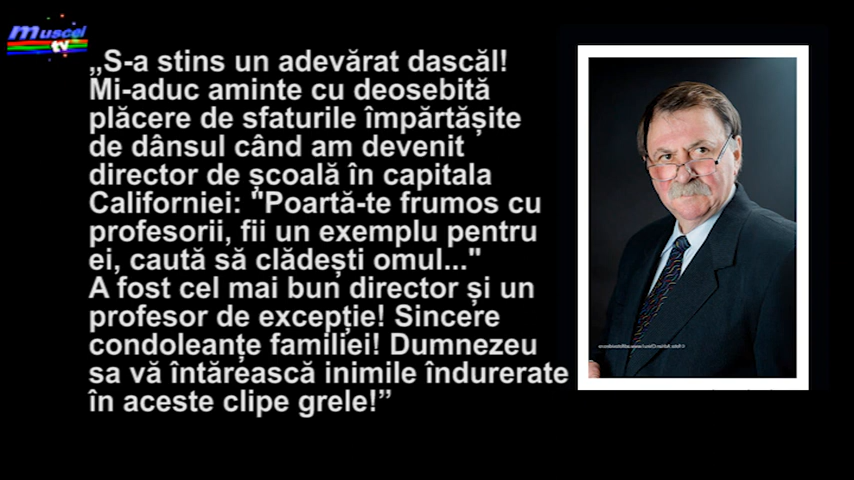 Muscel
tv
„S-a stins un adevărat dascăl!
Mi-aduc aminte cu deosebită
plăcere de sfaturile împărtășite
de dânsul când am devenit
director de școală în capitala
Californiei: "Poartă-te frumos cu
profesorii, fii un exemplu pentru
ei, caută să clădești omul..."
A fost cel mai bun director și un
profesor de excepție! Sincere
condoleanțe familiei! Dumnezeu
sa vă întărească inimile îndurerate
în aceste clipe grele!”